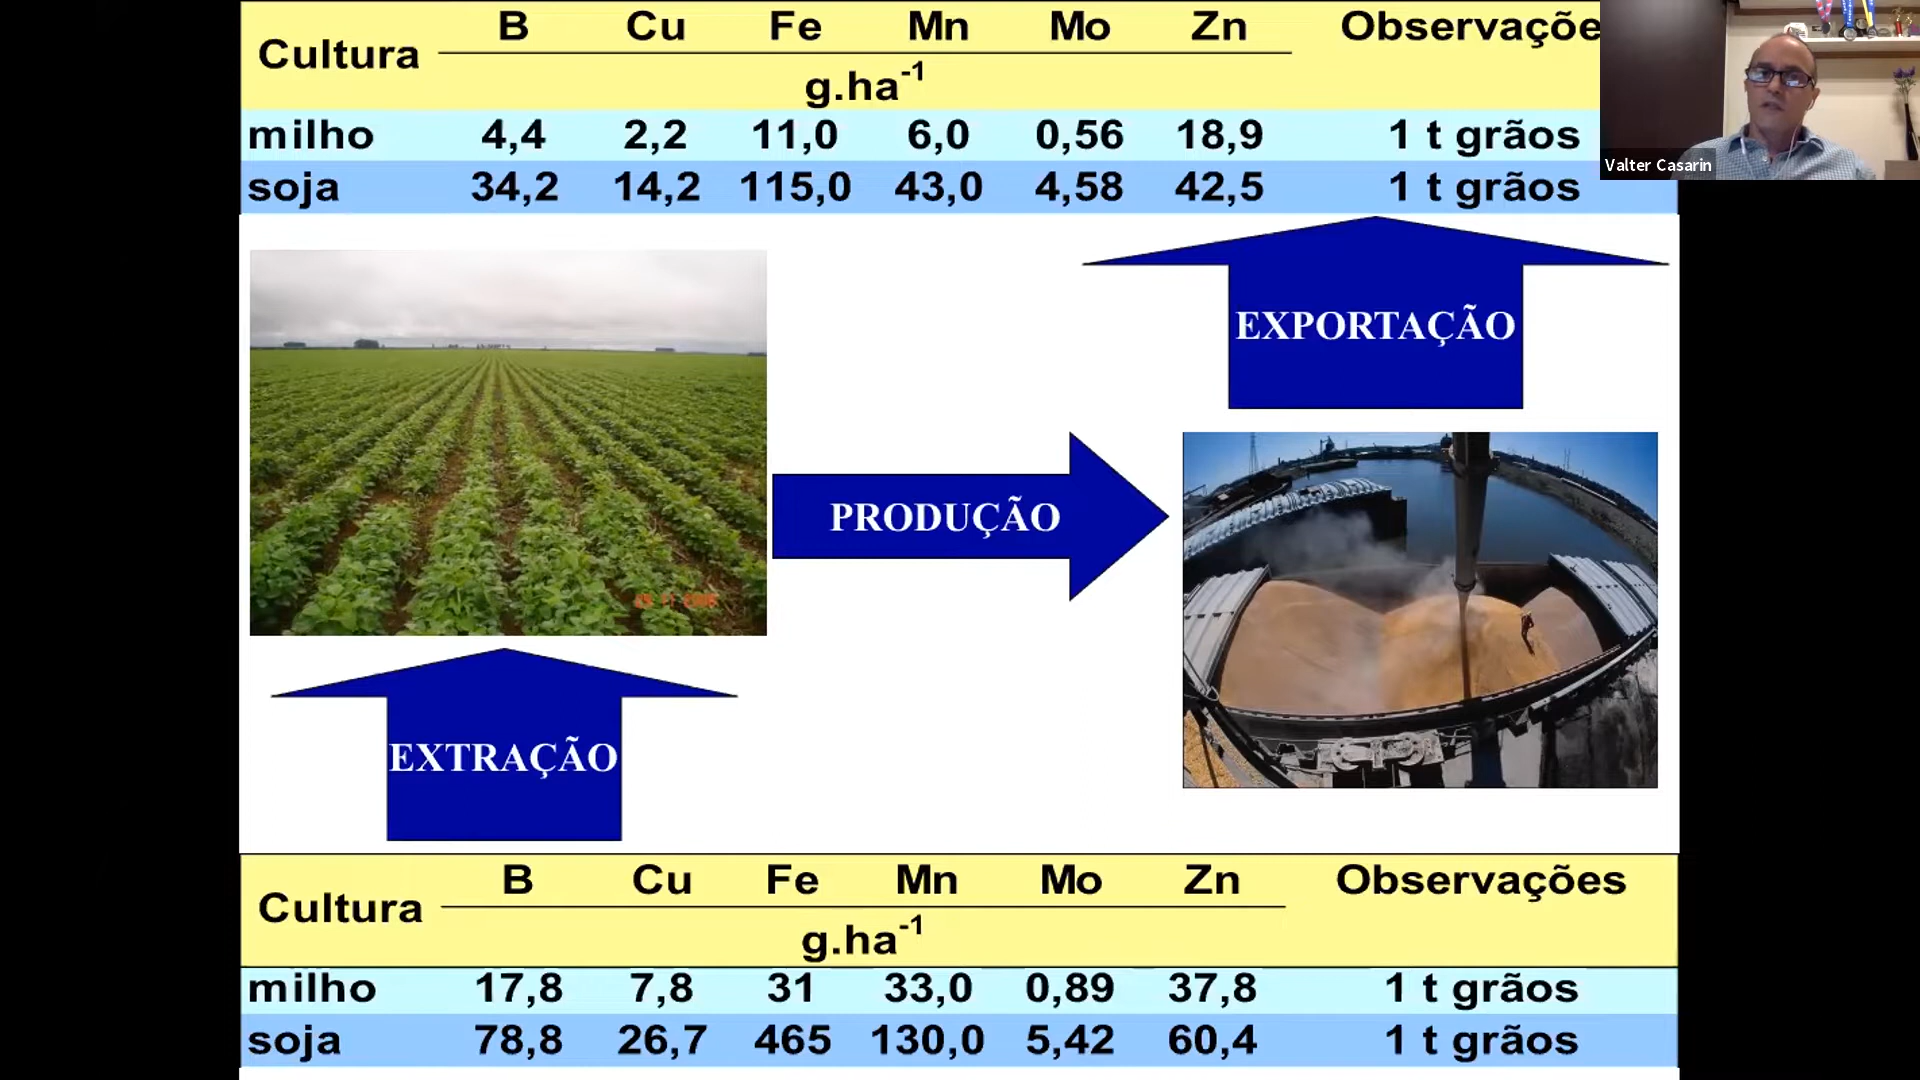 Cultura B Cu Fe Mn Mo Zn Observaçõe
g.ha-1
milho 4,4 2,2 11,0 6,0 0,56 18,9 1 t grãos
soja 34,2 14,2 115,0 43,0 4,58 42,5 1 t grãos
Valter Casarin
EXPORTAÇÃO
PRODUÇÃO
EXTRAÇÃO
Cultura B Cu Fe Mn Mo Zn Observações
g.ha-1
milho 17,8 7,8 31 33,0 0,89 37,8 1 t grãos
soja 78,8 26,7 465 130,0 5,42 60,4 1 t grãos